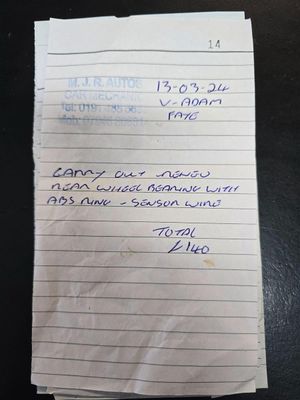 14
M. J. R. AUTOS
CAR MECHANIC
13-03-24
V-ADAM
CARRY OUT RENEW
REAR WHEEL BEARING WITH
ABS RING - SENSOR WIRE
TOTAL
£140